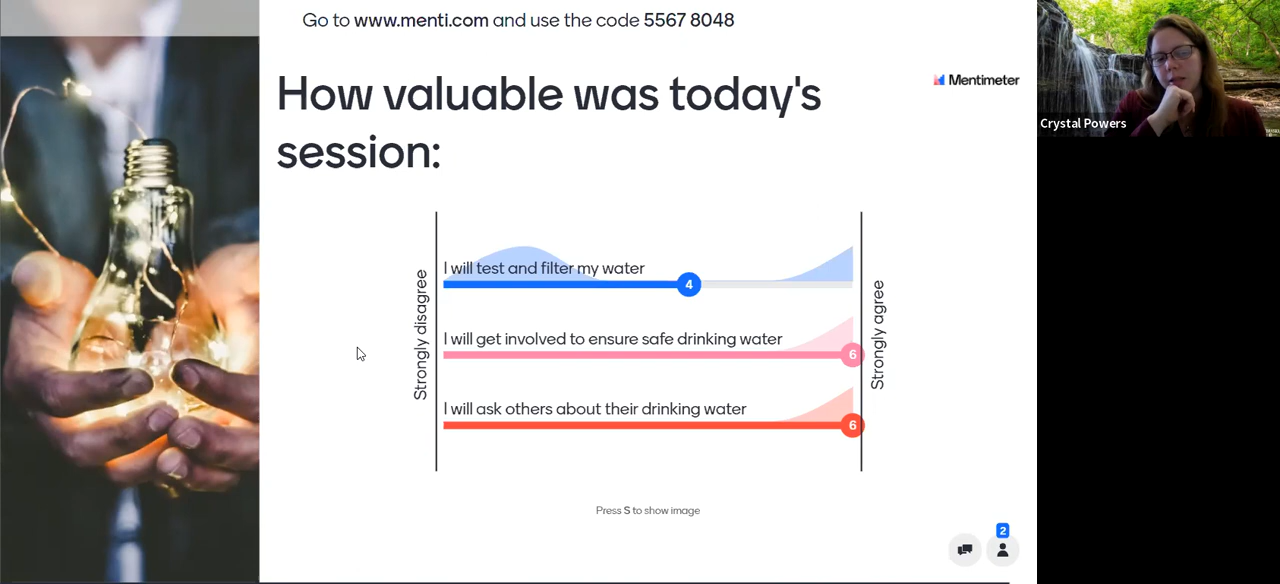 Go to www.menti.com and use the code 5567 8048
Mentimeter
How valuable was today's
session:
Strongly disagree
I will test and filter my water
4
I will get involved to ensure safe drinking water
6
I will ask others about their drinking water
6
Strongly agree
Press S to show image
2
Crystal Powers